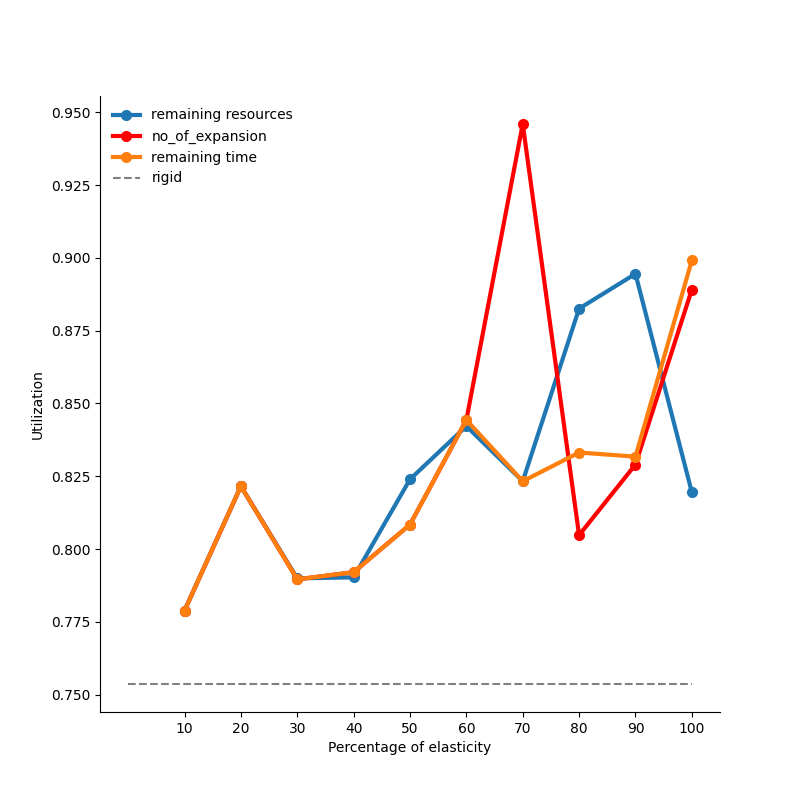 remaining resources
no_of_expansion
remaining time
rigid
Utilization
0.950
0.925
0.900
0.875
0.850
0.825
0.800
0.775
0.750
10 20 30 40 50 60 70 80 90 100
Percentage of elasticity